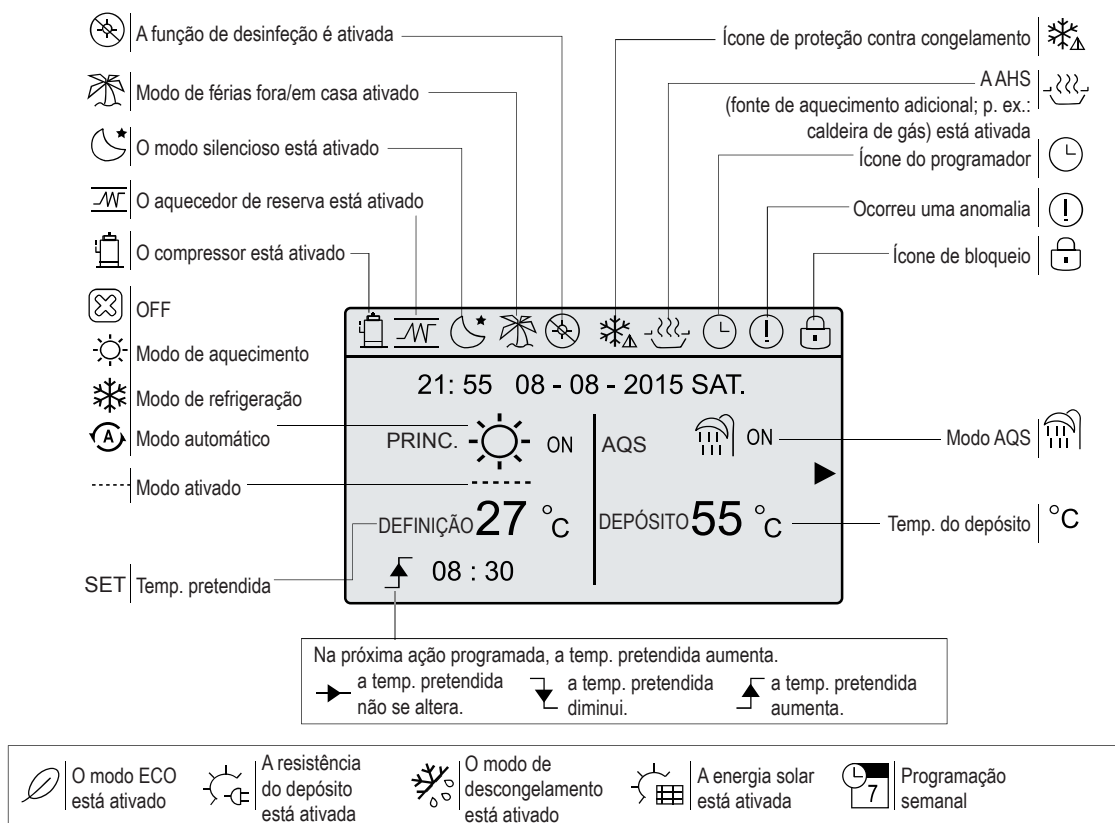 A função de desinfeção é ativada
Modo de férias fora/em casa ativado
O modo silencioso está ativado
O aquecedor de reserva está ativado
O compressor está ativado
OFF
Modo de aquecimento
Modo de refrigeração
A
Modo automático
Modo ativado
SET
Temp. pretendida
Ícone de proteção contra congelamento
A AHS
(fonte de aquecimento adicional; p. ex.:
caldeira de gás) está ativada
Ícone do programador
Ocorreu uma anomalia
Ícone de bloqueio
Modo AQS
Temp. do depósito
°C
21: 55 08 - 08 - 2015 SAT.
PRINC. ON
AQS ON
DEFINIÇÃO 27 °C
DEPÓSITO 55 °C
08 : 30
Na próxima ação programada, a temp. pretendida aumenta.
a temp. pretendida
não se altera.
a temp. pretendida
diminui.
a temp. pretendida
aumenta.
O modo ECO
está ativado
A resistência
do depósito
está ativada
O modo de
descongelamento
está ativado
A energia solar
está ativada
7
Programação
semanal